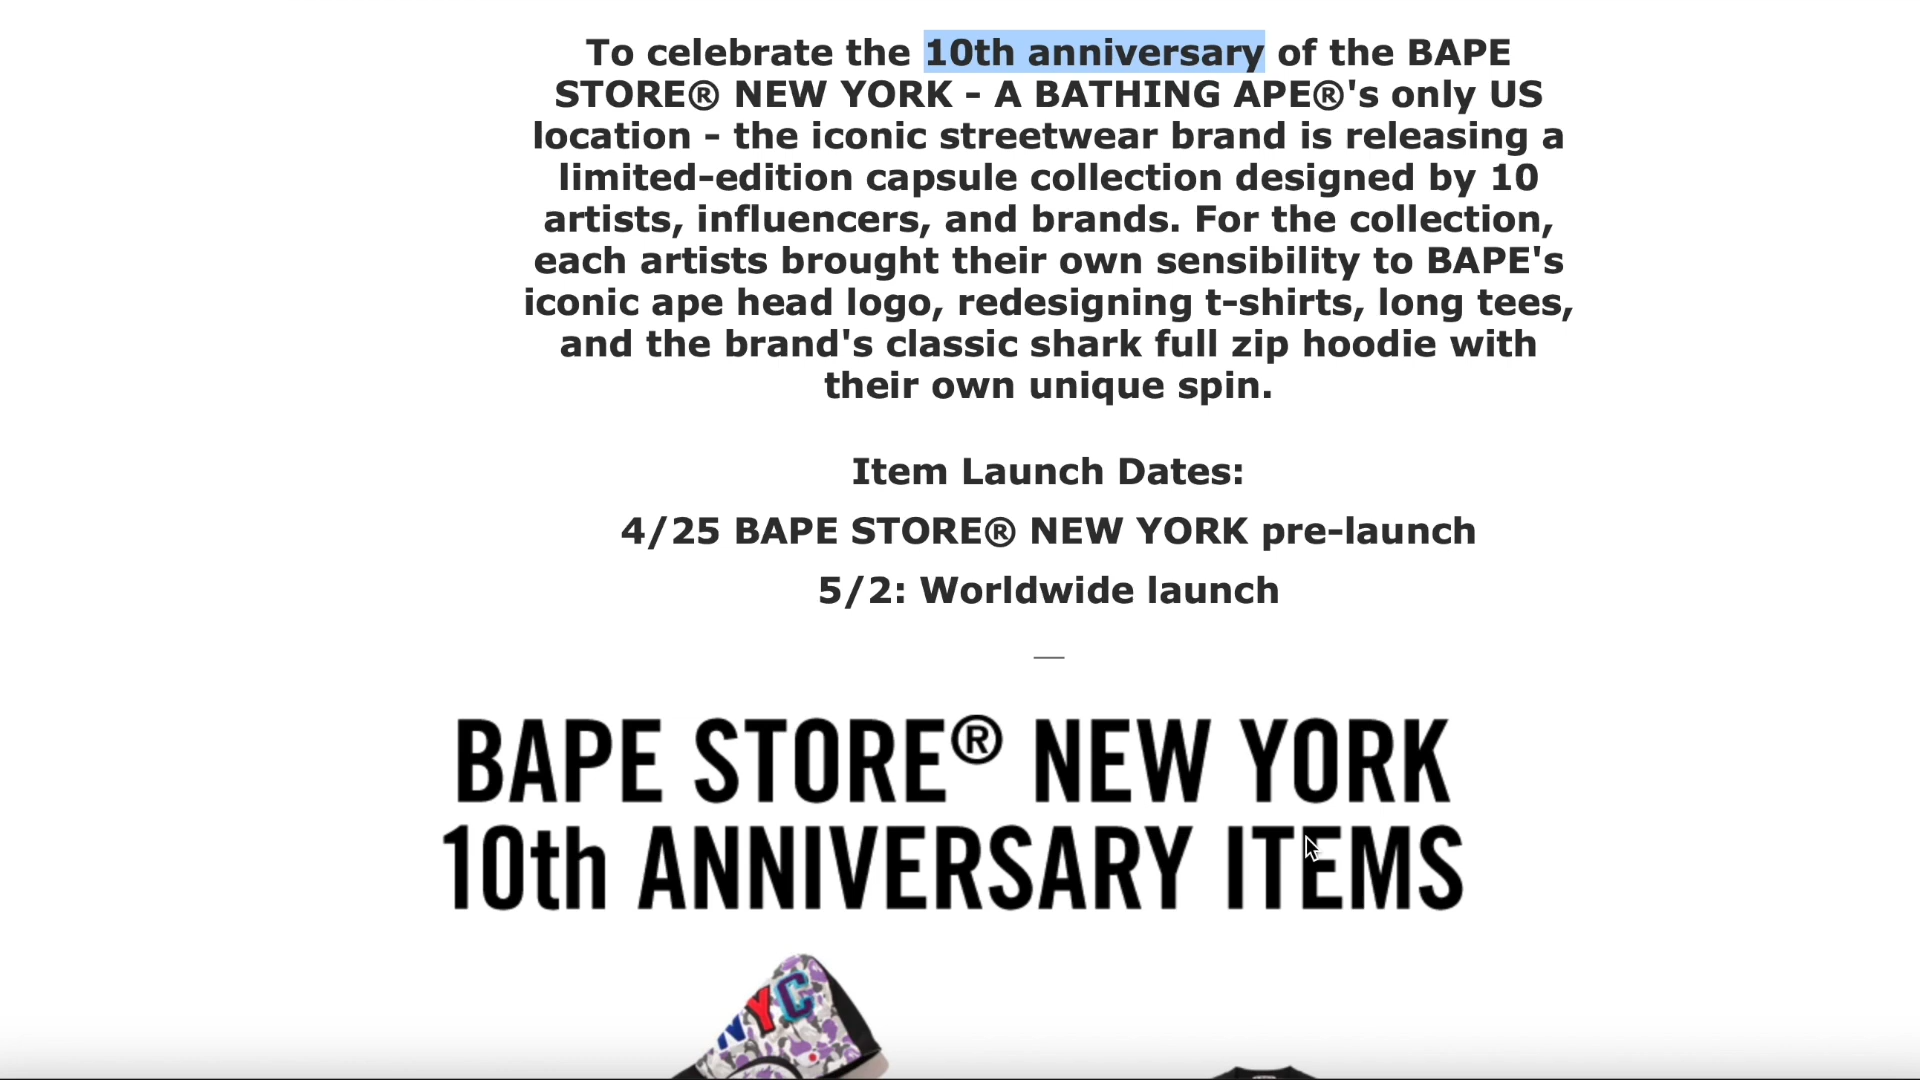 To celebrate the 10th anniversary of the BAPE
STORE® NEW YORK - A BATHING APE®'s only US
location - the iconic streetwear brand is releasing a
limited-edition capsule collection designed by 10
artists, influencers, and brands. For the collection,
each artists brought their own sensibility to BAPE's
iconic ape head logo, redesigning t-shirts, long tees,
and the brand's classic shark full zip hoodie with
their own unique spin.
Item Launch Dates:
4/25 BAPE STORE® NEW YORK pre-launch
5/2: Worldwide launch
BAPE STORE® NEW YORK
10th ANNIVERSARY ITEMS
NYC